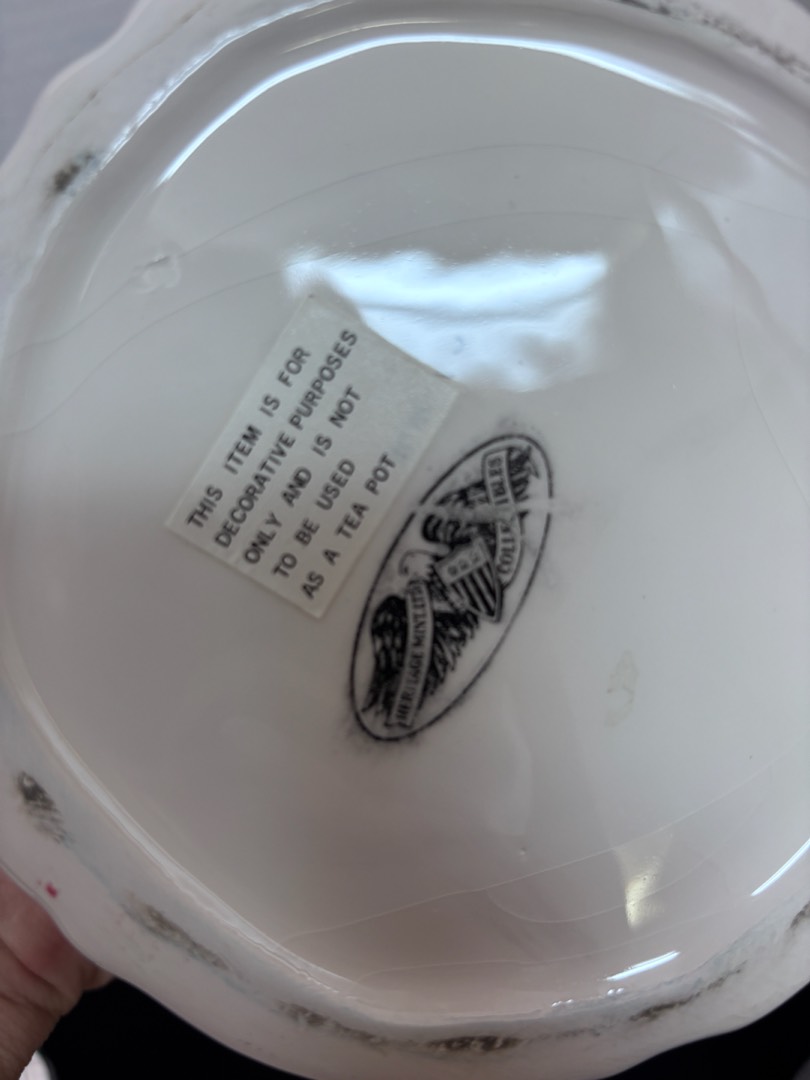 THIS ITEM IS FOR
DECORATIVE PURPOSES
ONLY AND IS NOT
TO BE USED
AS A TEA POT
HERITAGE MINT LTD